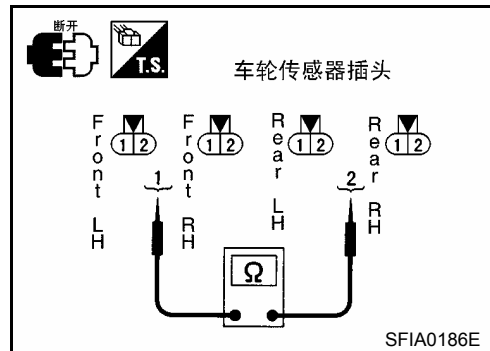 断开
T.S.
车轮传感器插头
Front LH
1 2
Front RH
1 2
Rear LH
1 2
Rear RH
1 2
1
2
Ω
SFIA0186E